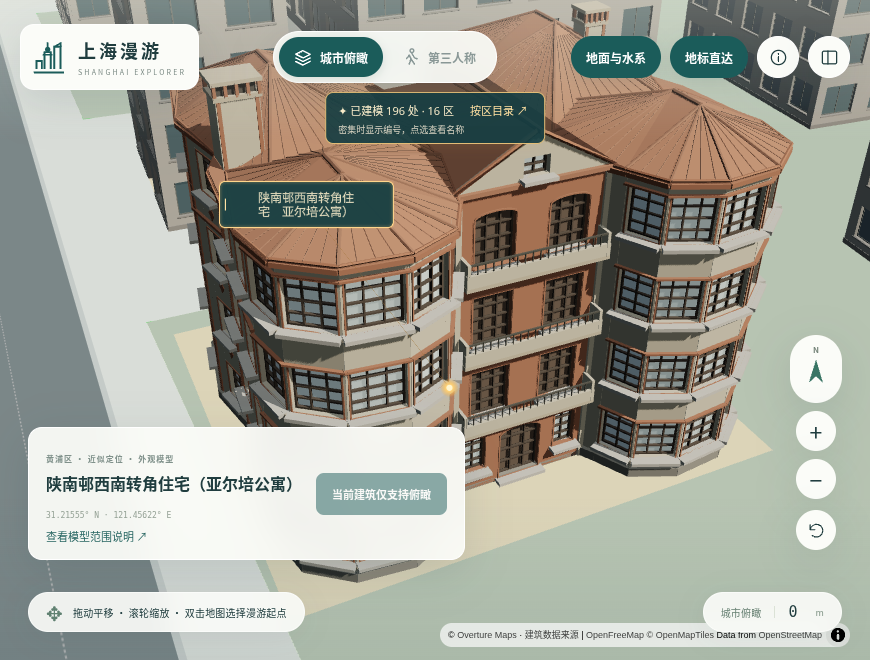 上海漫游
SHANGHAI EXPLORER
城市俯瞰
第三人称
地面与水系
地标直达
✦ 已建模 196 处 · 16 区 按区目录 ↗
密集时显示编号，点选查看名称
陕南邨西南转角住
宅 亚尔培公寓）
N
黄浦区 · 近似定位 · 外观模型
陕南邨西南转角住宅（亚尔培公寓）
当前建筑仅支持俯瞰
31.21555° N · 121.45622° E
查看模型范围说明 ↗
拖动平移 · 滚轮缩放 · 双击地图选择漫游起点
城市俯瞰 0 m
© Overture Maps · 建筑数据来源 | OpenFreeMap © OpenMapTiles Data from OpenStreetMap